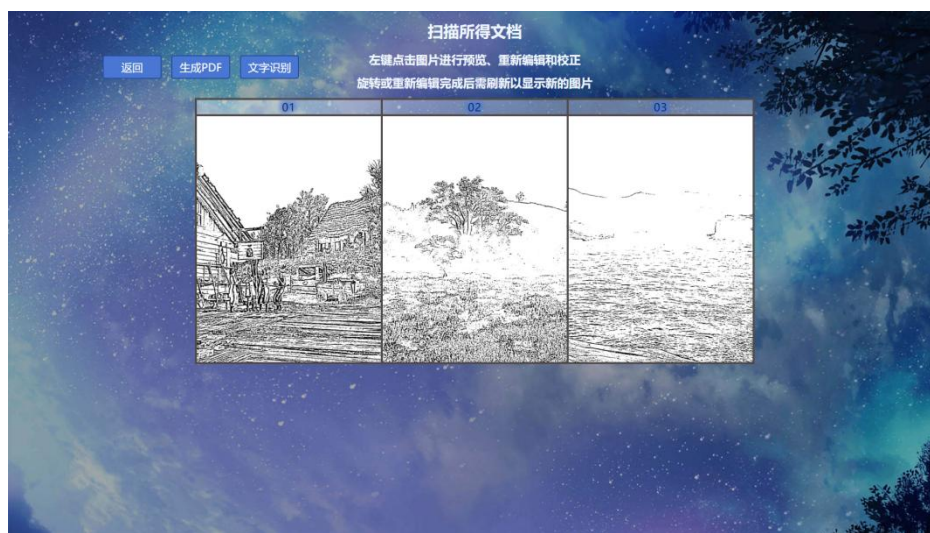 扫描所得文档
左键点击图片进行预览、重新编辑和校正
返回 生成PDF 文字识别
旋转或重新编辑完成后需刷新以显示新的图片
01 02 03